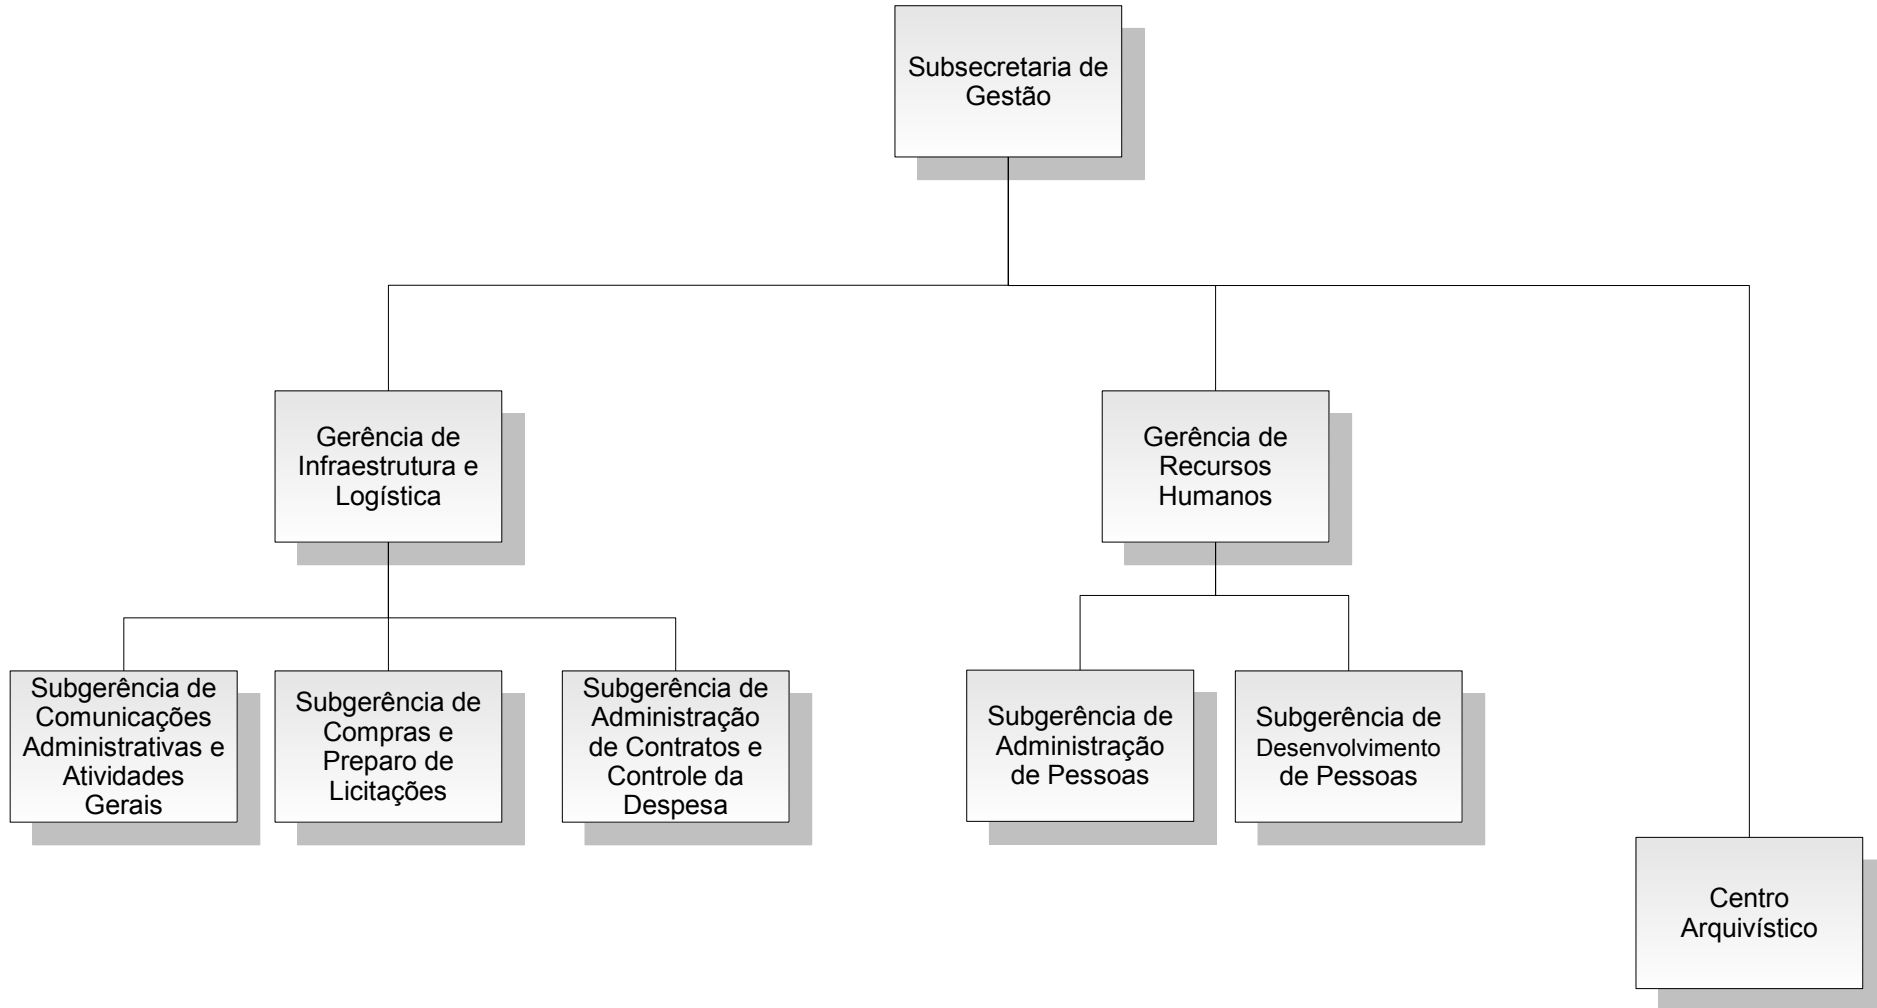 Subsecretaria de
Gestão
Gerência de
Infraestrutura e
Logística
Gerência de
Recursos
Humanos
Subgerência de
Comunicações
Administrativas e
Atividades
Gerais
Subgerência de
Compras e
Preparo de
Licitações
Subgerência de
Administração
de Contratos e
Controle da
Despesa
Subgerência de
Administração
de Pessoas
Subgerência de
Desenvolvimento
de Pessoas
Centro
Arquivístico